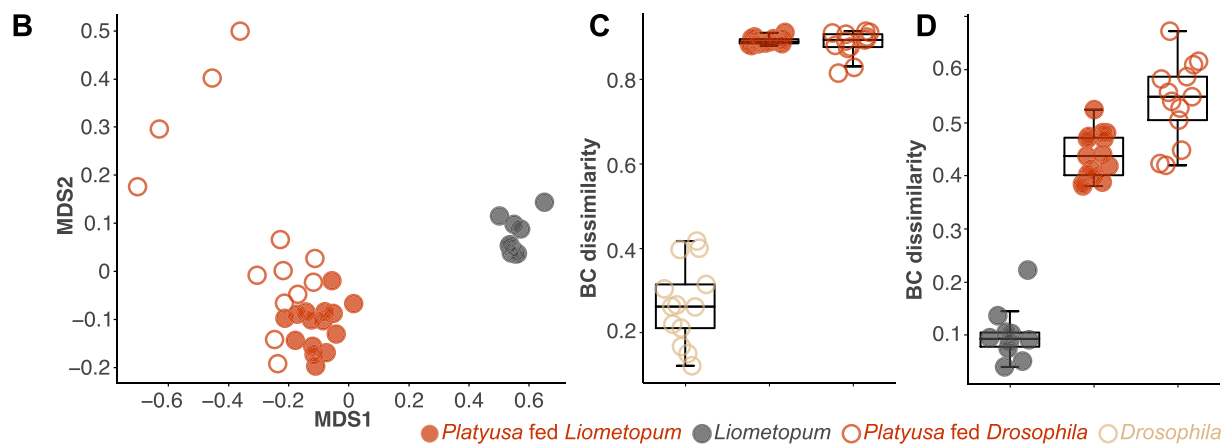 B
MDS2
0.5
0.4
0.3
0.2
0.1
0
−0.1
−0.2
−0.6
−0.4
−0.2
0
0.2
0.4
0.6
MDS1
C
BC dissimilarity
0.8
0.6
0.4
0.2
D
BC dissimilarity
0.6
0.5
0.4
0.3
0.2
0.1
Platyusa fed Liometopum
Liometopum
Platyusa fed Drosophila
Drosophila